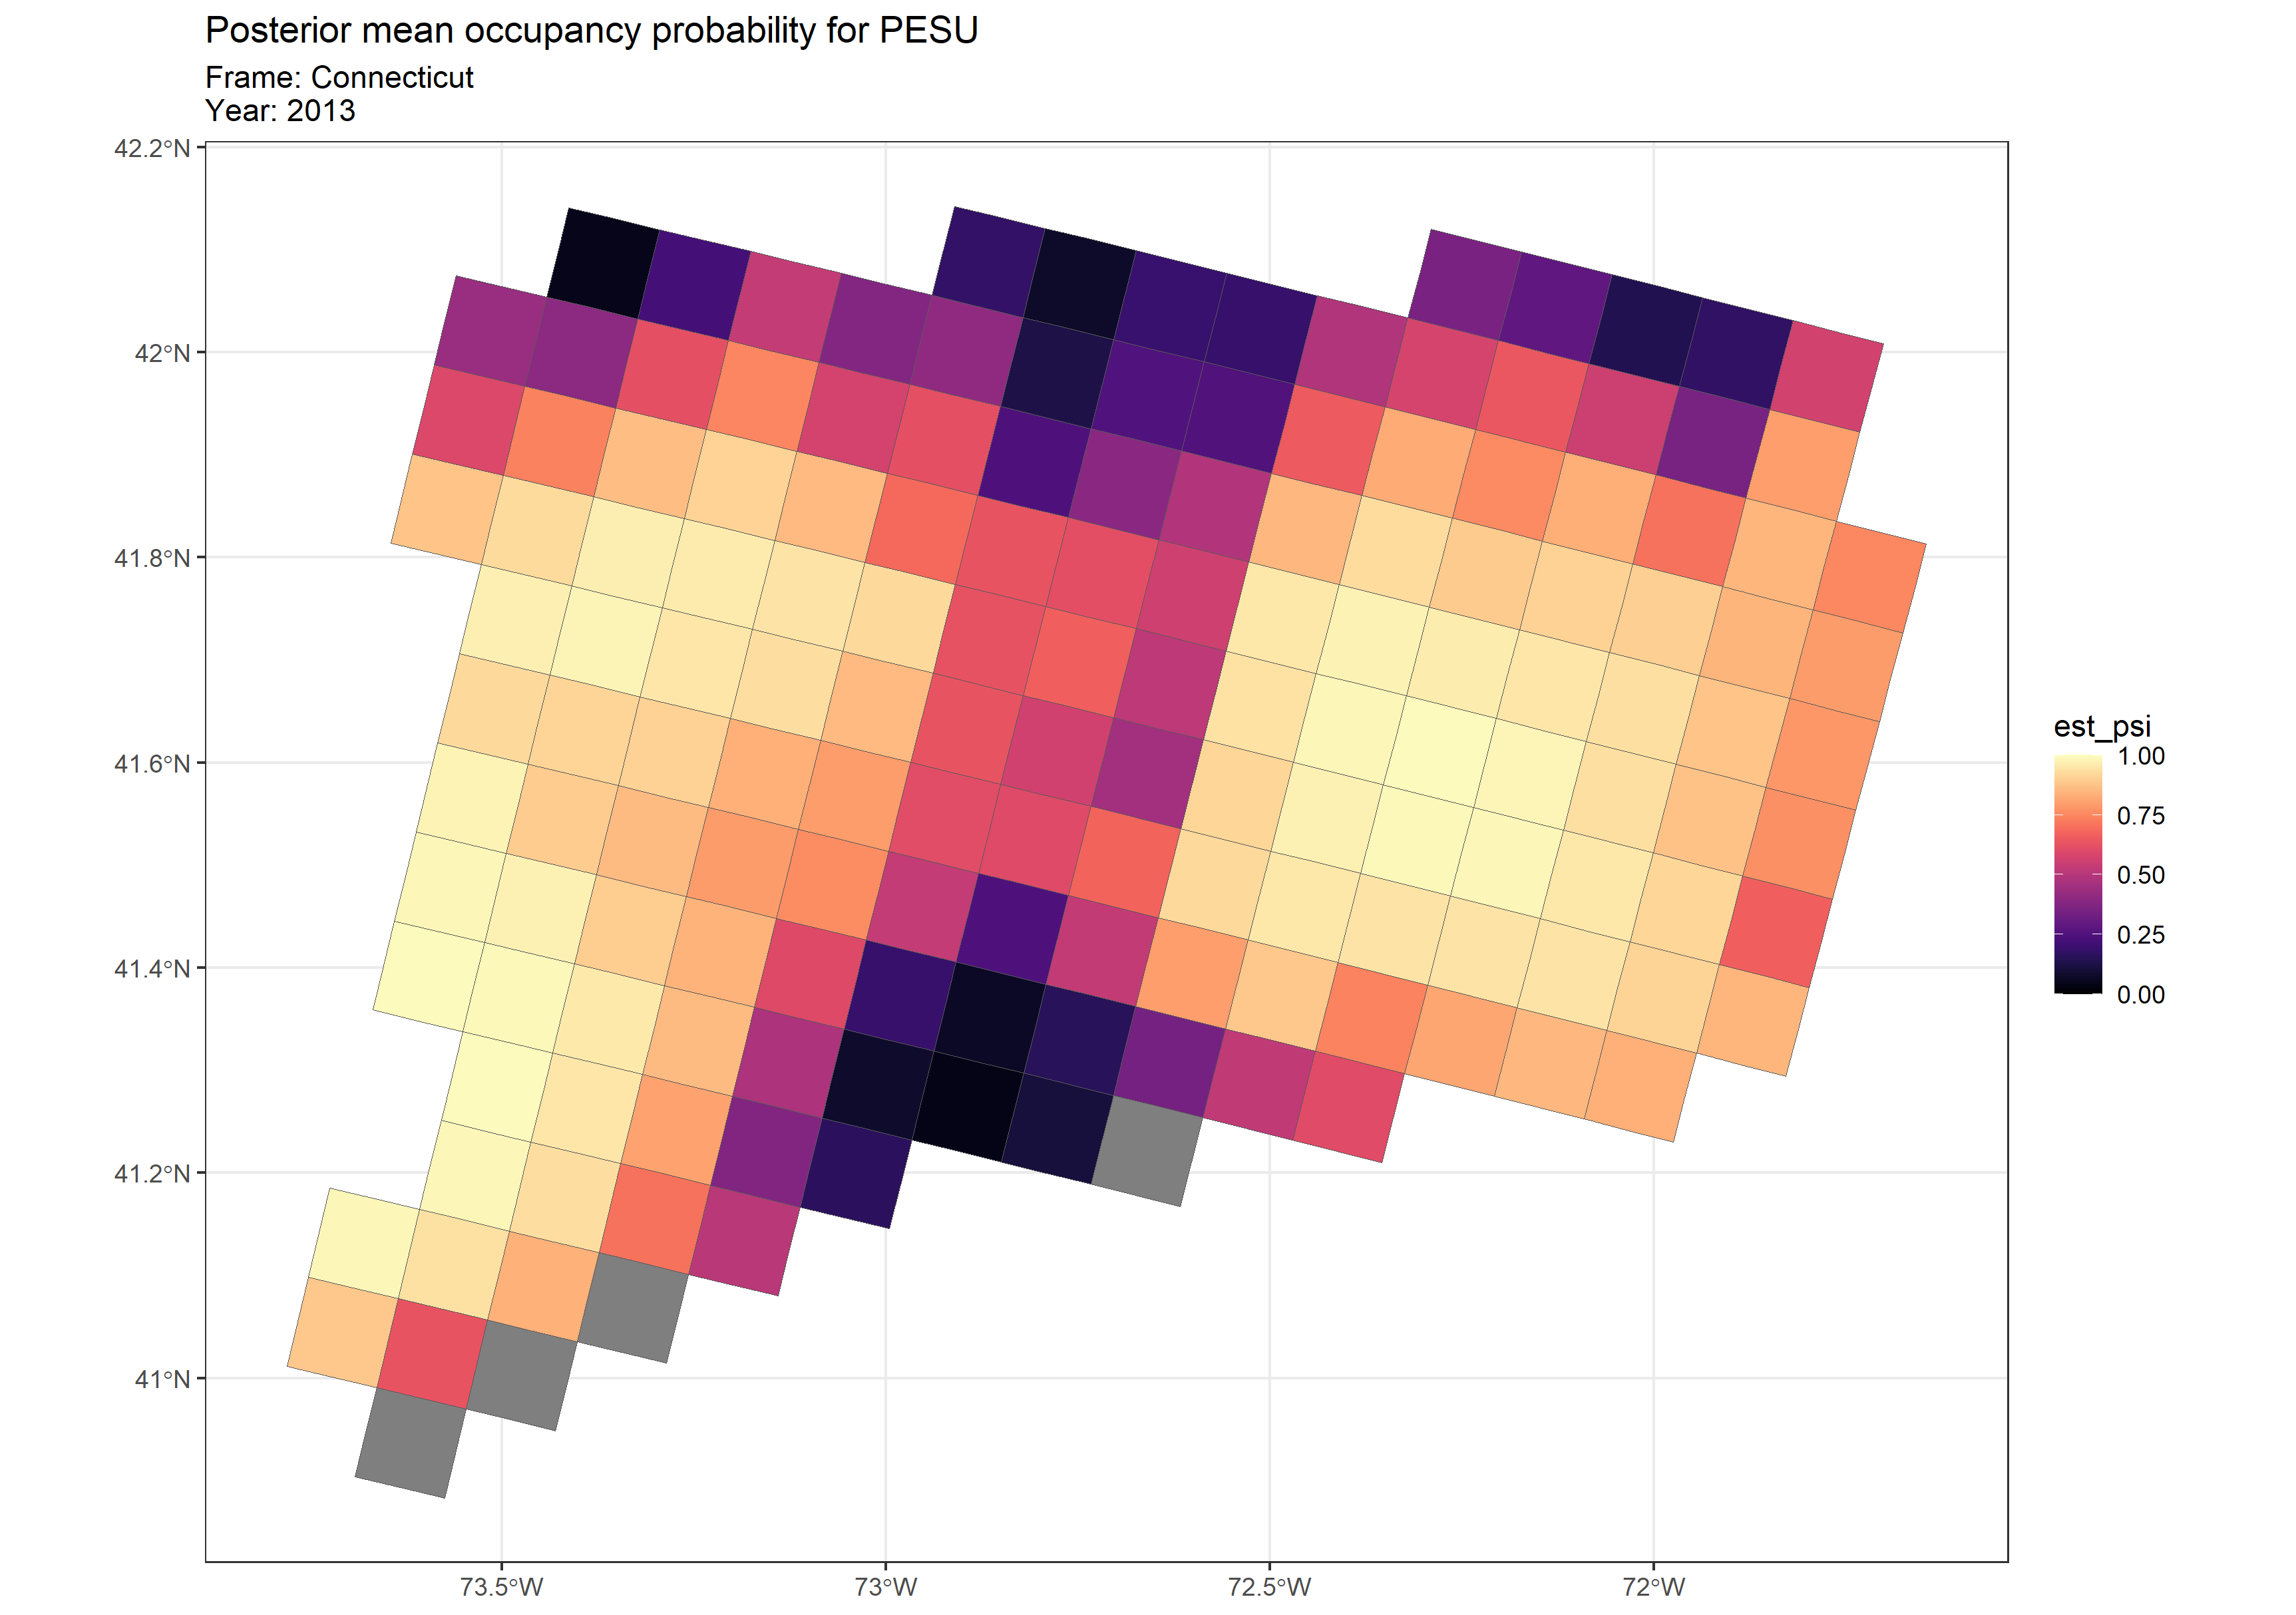 Posterior mean occupancy probability for PESU
Frame: Connecticut
Year: 2013
42.2°N
42°N
41.8°N
41.6°N
41.4°N
41.2°N
41°N
73.5°W
73°W
72.5°W
72°W
est_psi
1.00
0.75
0.50
0.25
0.00